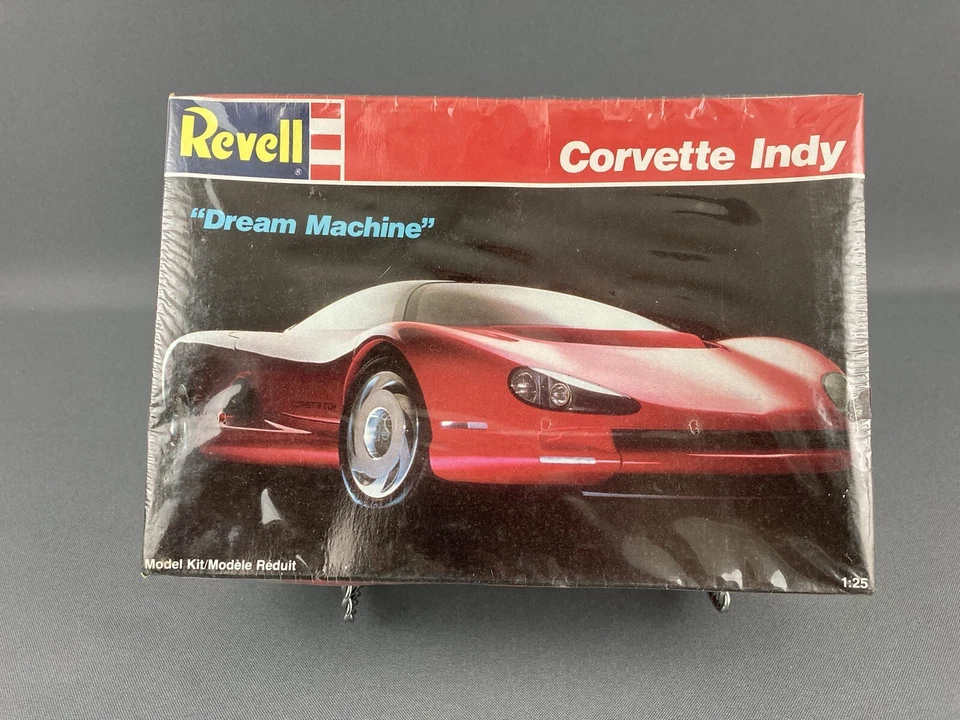 Revell®
Corvette Indy
“Dream Machine”
Model Kit/Modèle Réduit
1:25